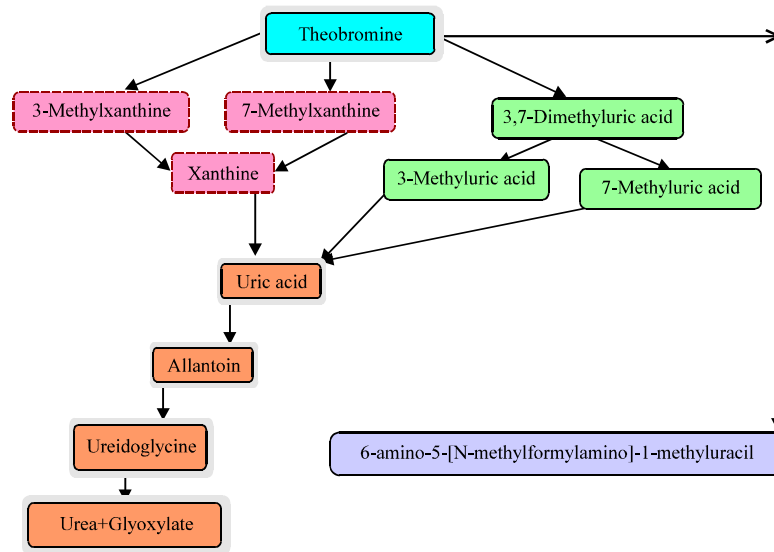 Theobromine
3-Methylxanthine
7-Methylxanthine
3,7-Dimethyluric acid
Xanthine
3-Methyluric acid
7-Methyluric acid
Uric acid
Allantoin
Ureidoglycine
6-amino-5-[N-methylformylamino]-1-methyluracil
Urea+Glyoxylate